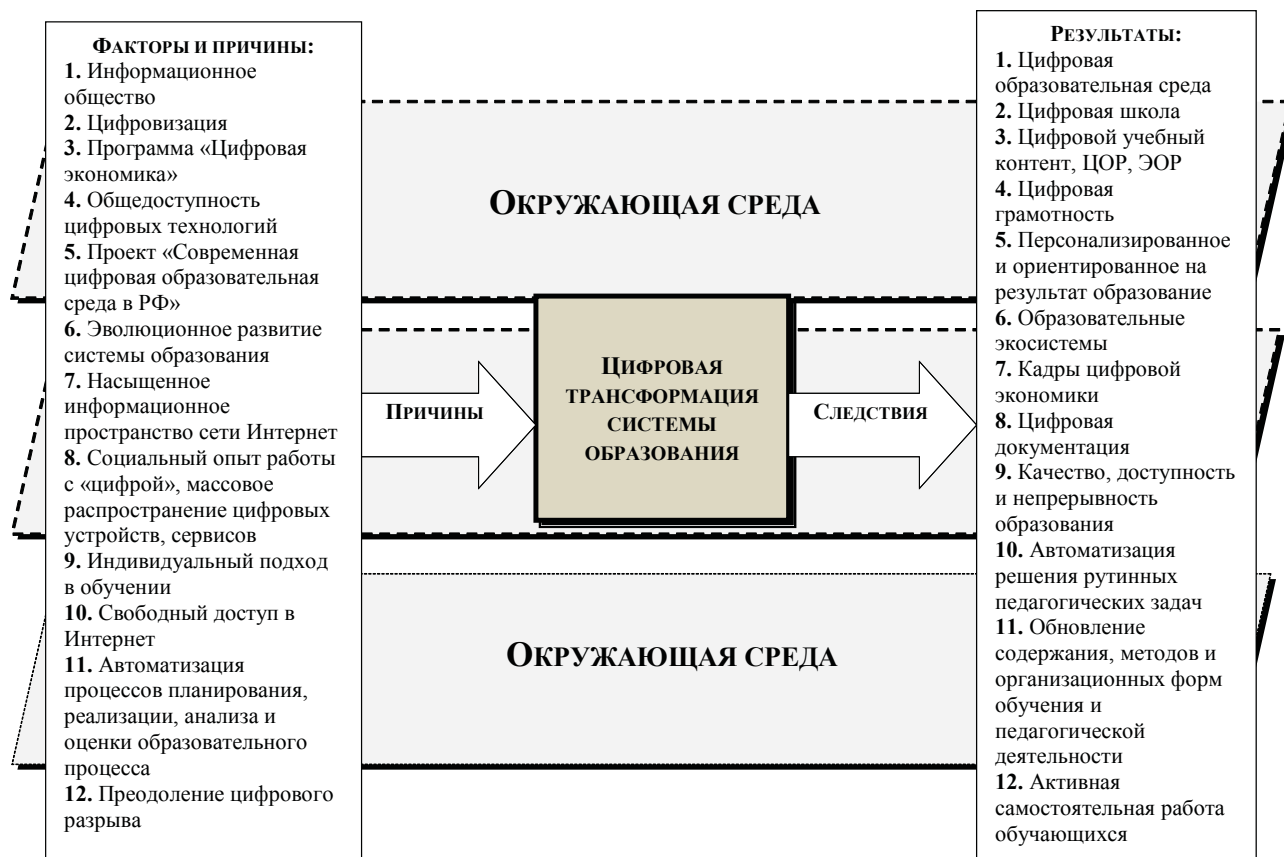 ФАКТОРЫ И ПРИЧИНЫ:
1. Информационное
общество
2. Цифровизация
3. Программа «Цифровая
экономика»
4. Общедоступность
цифровых технологий
5. Проект «Современная
цифровая образовательная
среда в РФ»
6. Эволюционное развитие
системы образования
7. Насыщенное
информационное
пространство сети Интернет
8. Социальный опыт работы
с «цифрой», массовое
распространение цифровых
устройств, сервисов
9. Индивидуальный подход
в обучении
10. Свободный доступ в
Интернет
11. Автоматизация
процессов планирования,
реализации, анализа и
оценки образовательного
процесса
12. Преодоление цифрового
разрыва
ОКРУЖАЮЩАЯ СРЕДА
ПРИЧИНЫ
ЦИФРОВАЯ
ТРАНСФОРМАЦИЯ
СИСТЕМЫ
ОБРАЗОВАНИЯ
СЛЕДСТВИЯ
ОКРУЖАЮЩАЯ СРЕДА
РЕЗУЛЬТАТЫ:
1. Цифровая
образовательная среда
2. Цифровая школа
3. Цифровой учебный
контент, ЦОР, ЭОР
4. Цифровая
грамотность
5. Персонализированное
и ориентированное на
результат образование
6. Образовательные
экосистемы
7. Кадры цифровой
экономики
8. Цифровая
документация
9. Качество, доступность
и непрерывность
образования
10. Автоматизация
решения рутинных
педагогических задач
11. Обновление
содержания, методов и
организационных форм
обучения и
педагогической
деятельности
12. Активная
самостоятельная работа
обучающихся